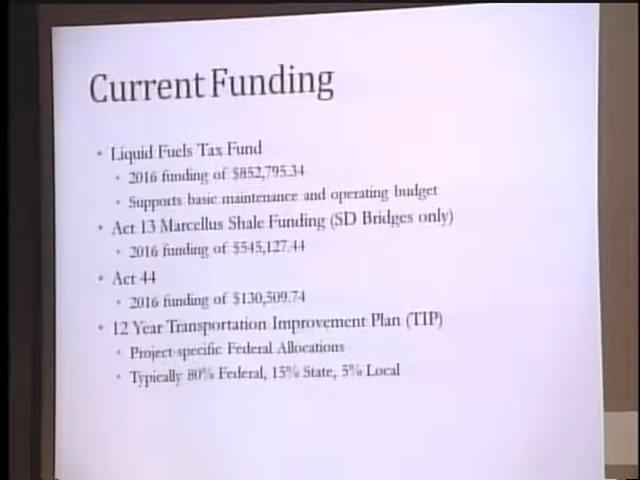 Current Funding
• Liquid Fuels Tax Fund
• 2016 funding of $852,795.34
• Supports basic maintenance and operating budget
• Act 13 Marcellus Shale Funding (SD Bridges only)
• 2016 funding of $545,127.44
• Act 44
• 2016 funding of $130,509.74
• 12 Year Transportation Improvement Plan (TIP)
• Project-specific Federal Allocations
• Typically 80% Federal, 15% State, 5% Local